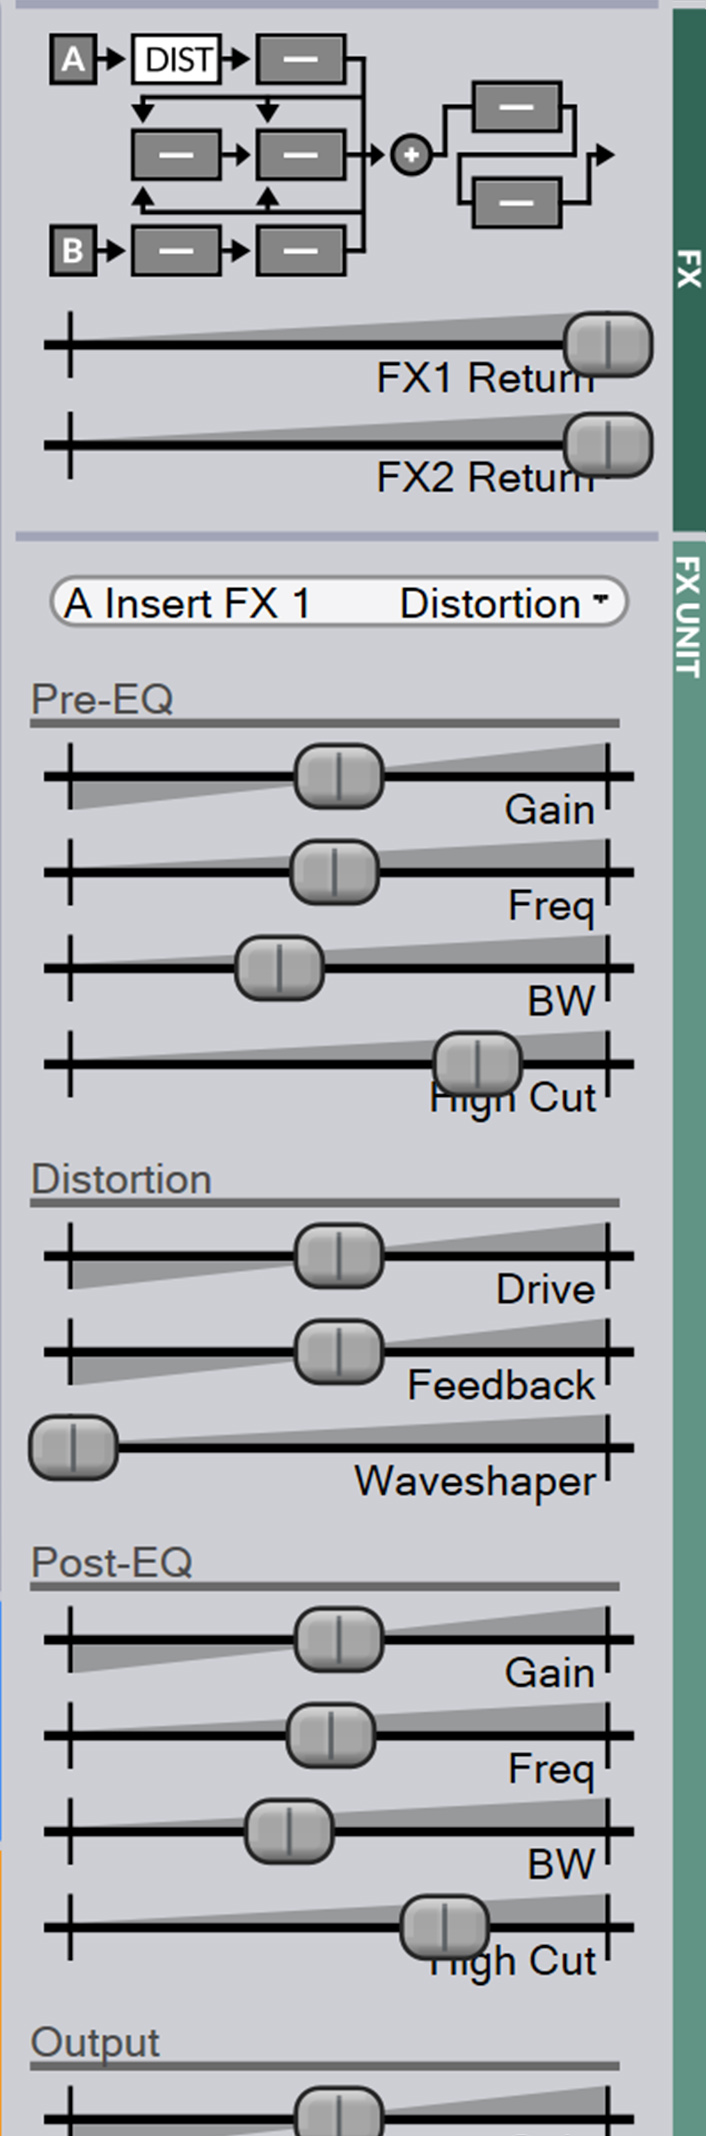 A DIST
B
FX
FX1 Return
FX2 Return
FX UNIT
A Insert FX 1 Distortion
Pre-EQ
Gain
Freq
BW
High Cut
Distortion
Drive
Feedback
Waveshaper
Post-EQ
Gain
Freq
BW
High Cut
Output